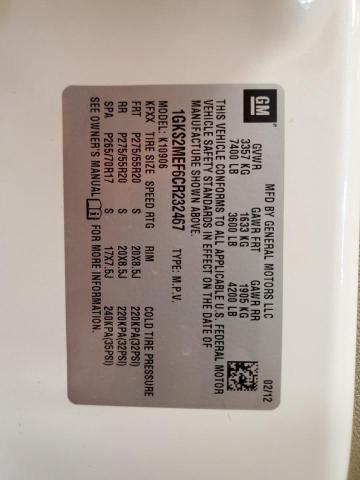 GM
MFD BY GENERAL MOTORS LLC 02/12
GVWR GAWR FRT GAWR RR
3357 KG 1633 KG 1905 KG
7400 LB 3600 LB 4200 LB
THIS VEHICLE CONFORMS TO ALL APPLICABLE U.S. FEDERAL MOTOR
VEHICLE SAFETY STANDARDS IN EFFECT ON THE DATE OF
MANUFACTURE SHOWN ABOVE.
1GKS2MEF6CR232467 TYPE: M.P.V.
MODEL: K10906
KFXX TIRE SIZE SPEED RTG RIM COLD TIRE PRESSURE
FRT P275/55R20 S 20X8.5J 220KPA(32PSI)
RR P275/55R20 S 20X8.5J 220KPA(32PSI)
SPA P265/70R17 S 17X7.5J 240KPA(35PSI)
SEE OWNER'S MANUAL FOR MORE INFORMATION.